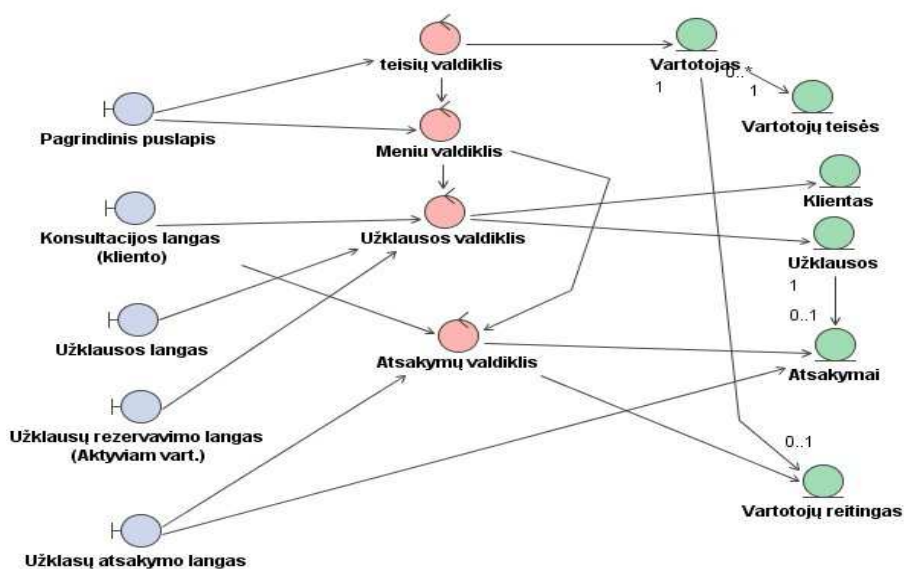 teisių valdiklis
Vartotojas
1
0..*
1
Vartotojų teisės
Pagrindinis puslapis
Meniu valdiklis
Klientas
Konsultacijos langas
(kliento)
Užklausos valdiklis
Užklausos
1
0..1
Užklausos langas
Atsakymų valdiklis
Atsakymai
Užklausų rezervavimo langas
(Aktyviam vart.)
0..1
Vartotojų reitingas
Užklasų atsakymo langas